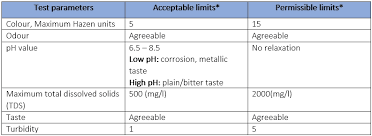 Test parameters Acceptable limits* Permissible limits*
Colour, Maximum Hazen units 5 15
Odour Agreeable Agreeable
pH value 6.5 – 8.5 No relaxation
Low pH: corrosion, metallic
taste
High pH: plain/bitter taste
Maximum total dissolved solids 500 (mg/l) 2000(mg/l)
(TDS)
Taste Agreeable Agreeable
Turbidity 1 5